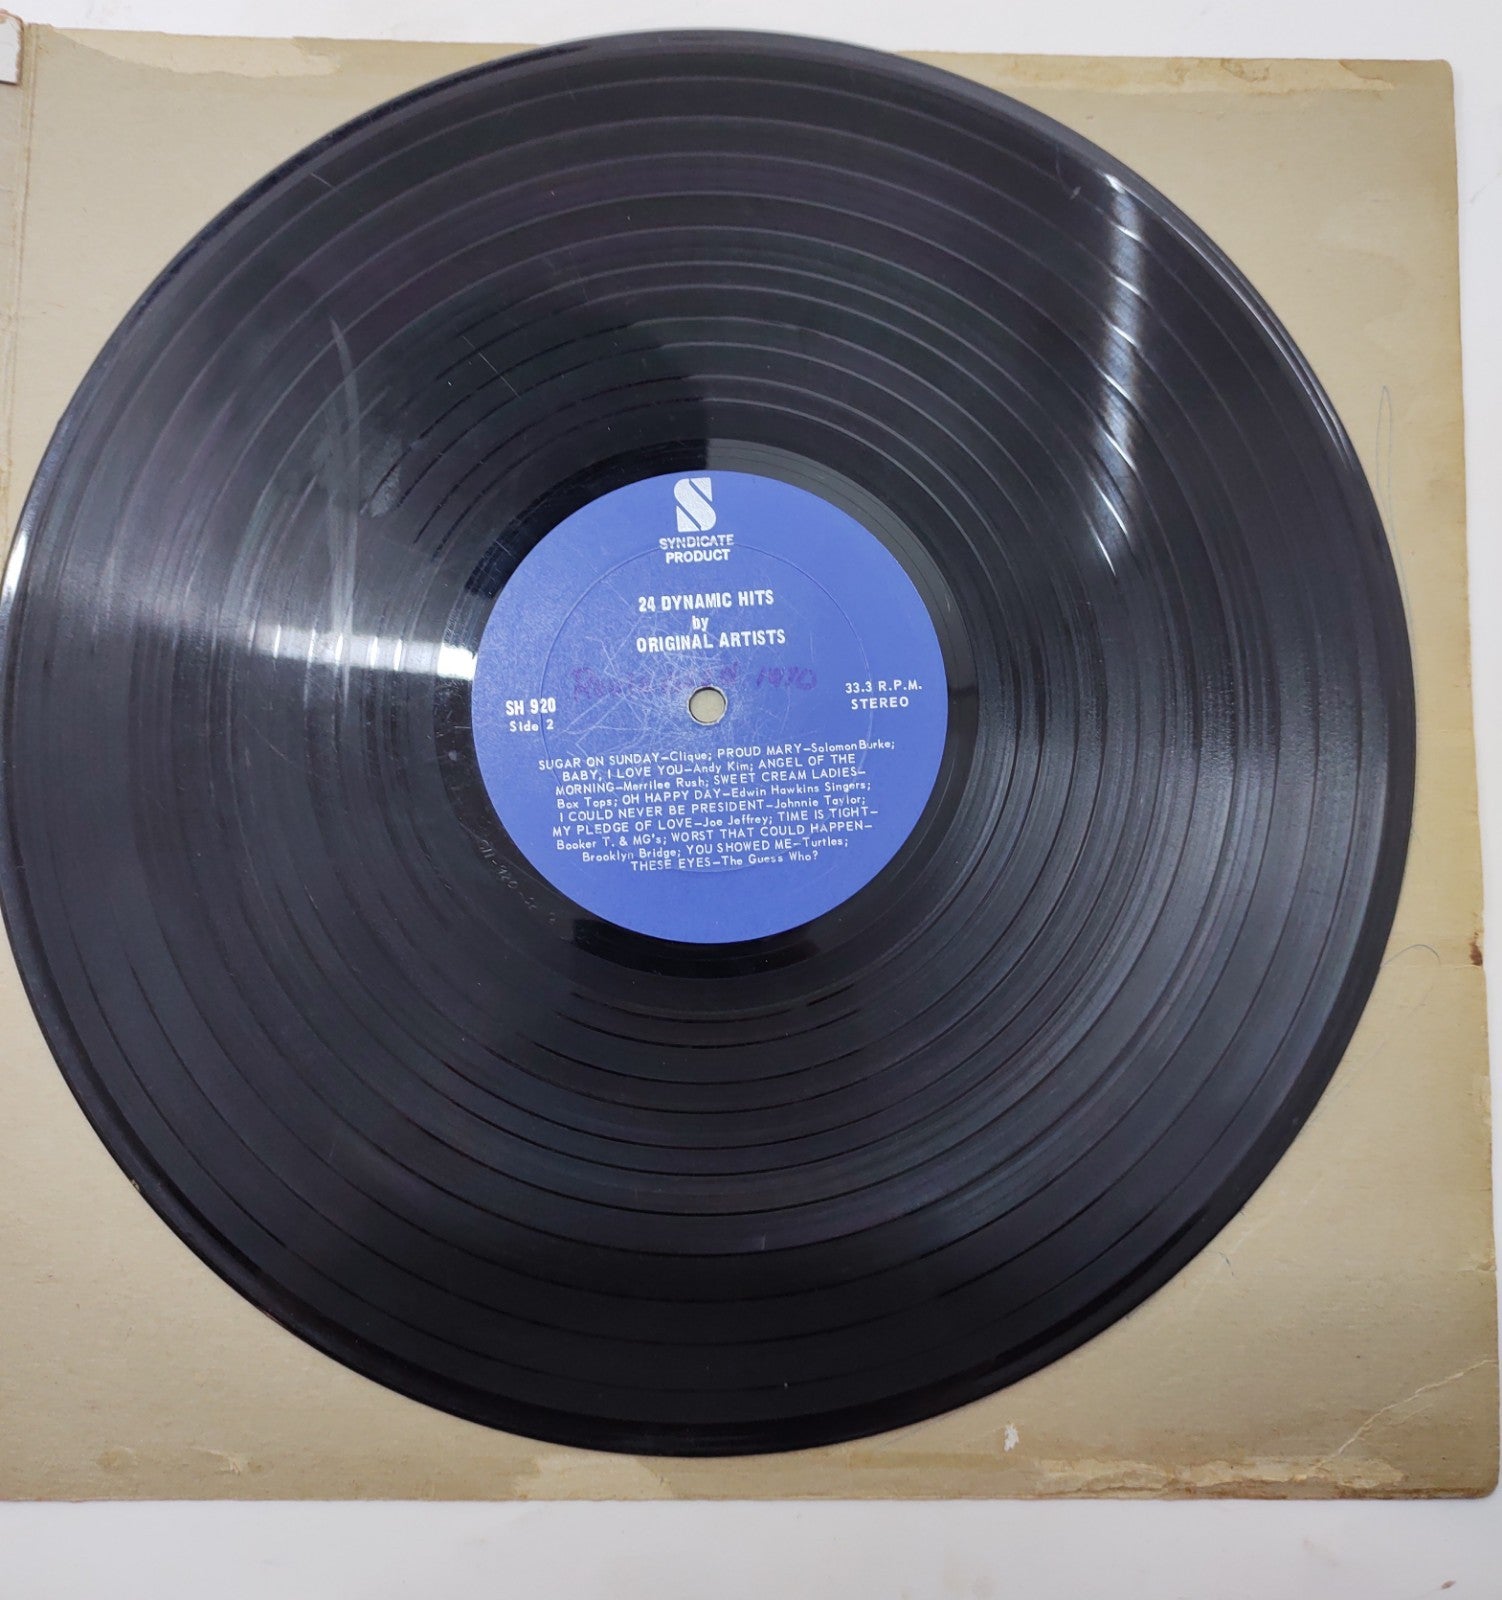 S
SYNDICATE
PRODUCT
24 DYNAMIC HITS
by
ORIGINAL ARTISTS
1970
SH 920
Side 2
33.3 R.P.M.
STEREO
SUGAR ON SUNDAY—Clique; PROUD MARY—Solomon Burke;
BABY, I LOVE YOU—Andy Kim; ANGEL OF THE
MORNING—Merrilee Rush; SWEET CREAM LADIES—
Box Tops; OH HAPPY DAY—Edwin Hawkins Singers;
I COULD NEVER BE PRESIDENT—Johnnie Taylor;
MY PLEDGE OF LOVE—Joe Jeffrey; TIME IS TIGHT—
Booker T. & MG's; WORST THAT COULD HAPPEN—
Brooklyn Bridge; YOU SHOWED ME—Turtles;
THESE EYES—The Guess Who?